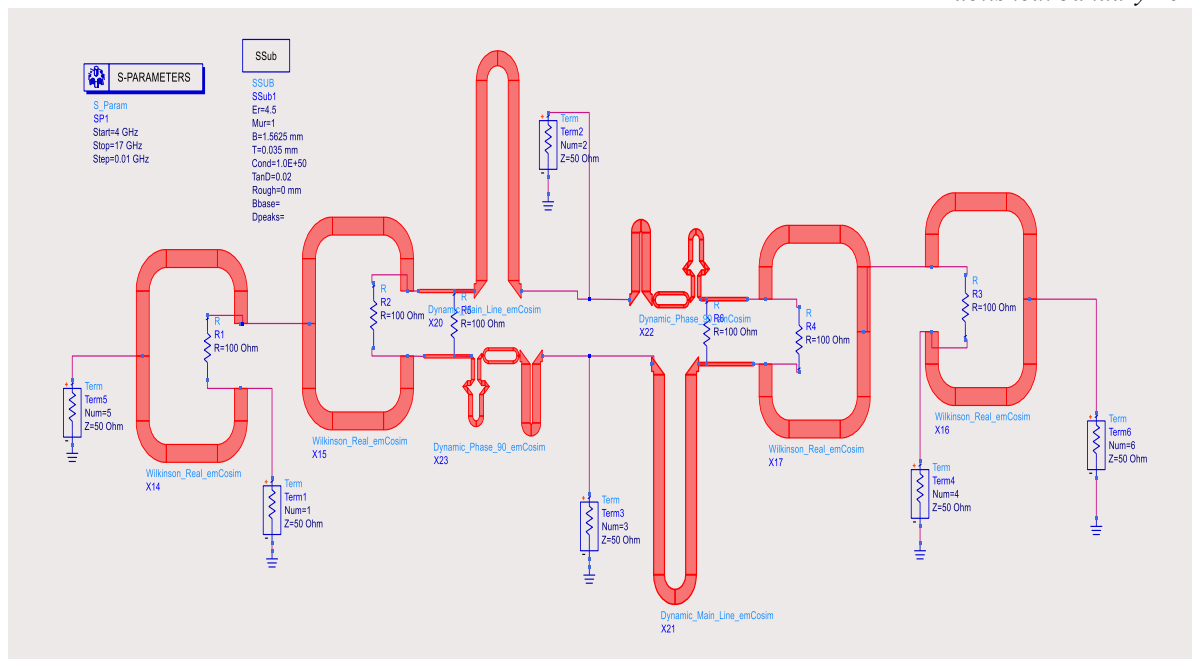 S-PARAMETERS
S_Param
SP1
Start=4 GHz
Stop=17 GHz
Step=0.01 GHz
SSub
SSUB
SSub1
Er=4.5
Mur=1
B=1.5625 mm
T=0.035 mm
Cond=1.0E+50
TanD=0.02
Rough=0 mm
Bbase=
Dpeaks=
Term
Term2
Num=2
Z=50 Ohm
R
R1
R=100 Ohm
R
R2
R=100 Ohm
Dynamic_Main_Line_emCosim
X20
R
R5
R=100 Ohm
Dynamic_Phase_90_emCosim
X22
R
R6
R=100 Ohm
R
R4
R=100 Ohm
R
R3
R=100 Ohm
Term
Term5
Num=5
Z=50 Ohm
Wilkinson_Real_emCosim
X14
Term
Term1
Num=1
Z=50 Ohm
Wilkinson_Real_emCosim
X15
Dynamic_Phase_90_emCosim
X23
Term
Term3
Num=3
Z=50 Ohm
Dynamic_Main_Line_emCosim
X21
Wilkinson_Real_emCosim
X17
Wilkinson_Real_emCosim
X16
Term
Term4
Num=4
Z=50 Ohm
Term
Term6
Num=6
Z=50 Ohm